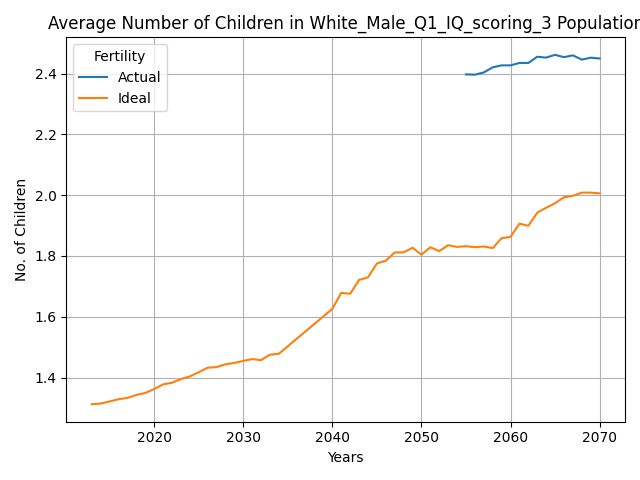 Average Number of Children in White_Male_Q1_IQ_scoring_3 Population
Fertility
Actual
Ideal
2.4
2.2
2.0
1.8
1.6
1.4
No. of Children
2020 2030 2040 2050 2060 2070
Years